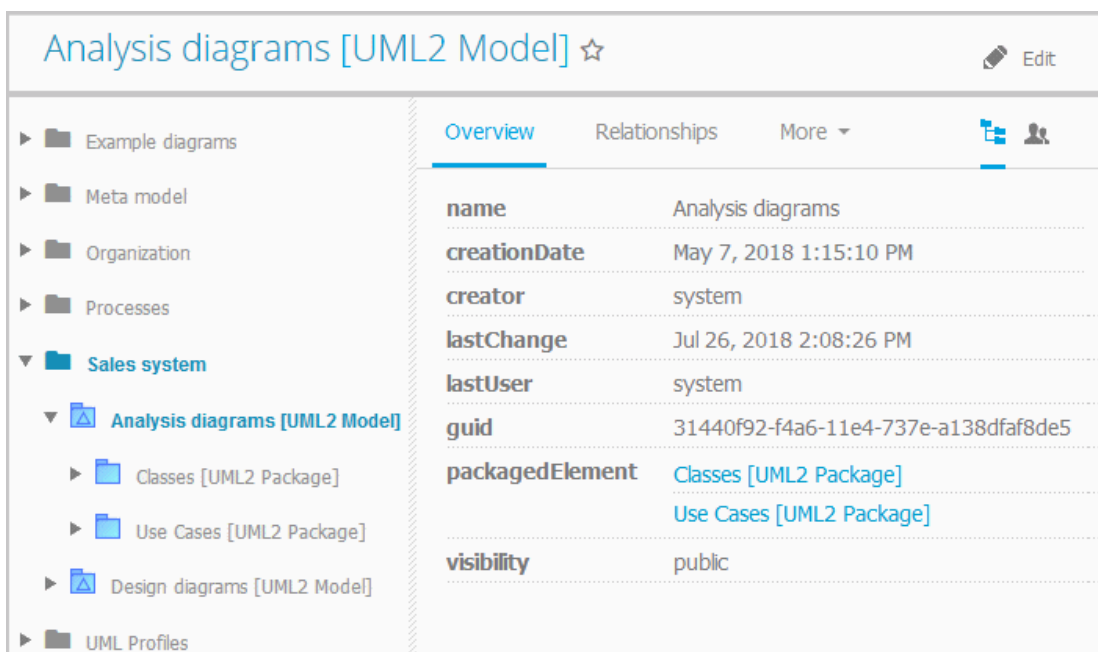 Analysis diagrams [UML2 Model]
Edit
Example diagrams
Meta model
Organization
Processes
Sales system
Analysis diagrams [UML2 Model]
Classes [UML2 Package]
Use Cases [UML2 Package]
Design diagrams [UML2 Model]
UML Profiles
Overview Relationships More
name Analysis diagrams
creationDate May 7, 2018 1:15:10 PM
creator system
lastChange Jul 26, 2018 2:08:26 PM
lastUser system
guid 31440f92-f4a6-11e4-737e-a138dfaf8de5
packagedElement Classes [UML2 Package]
Use Cases [UML2 Package]
visibility public